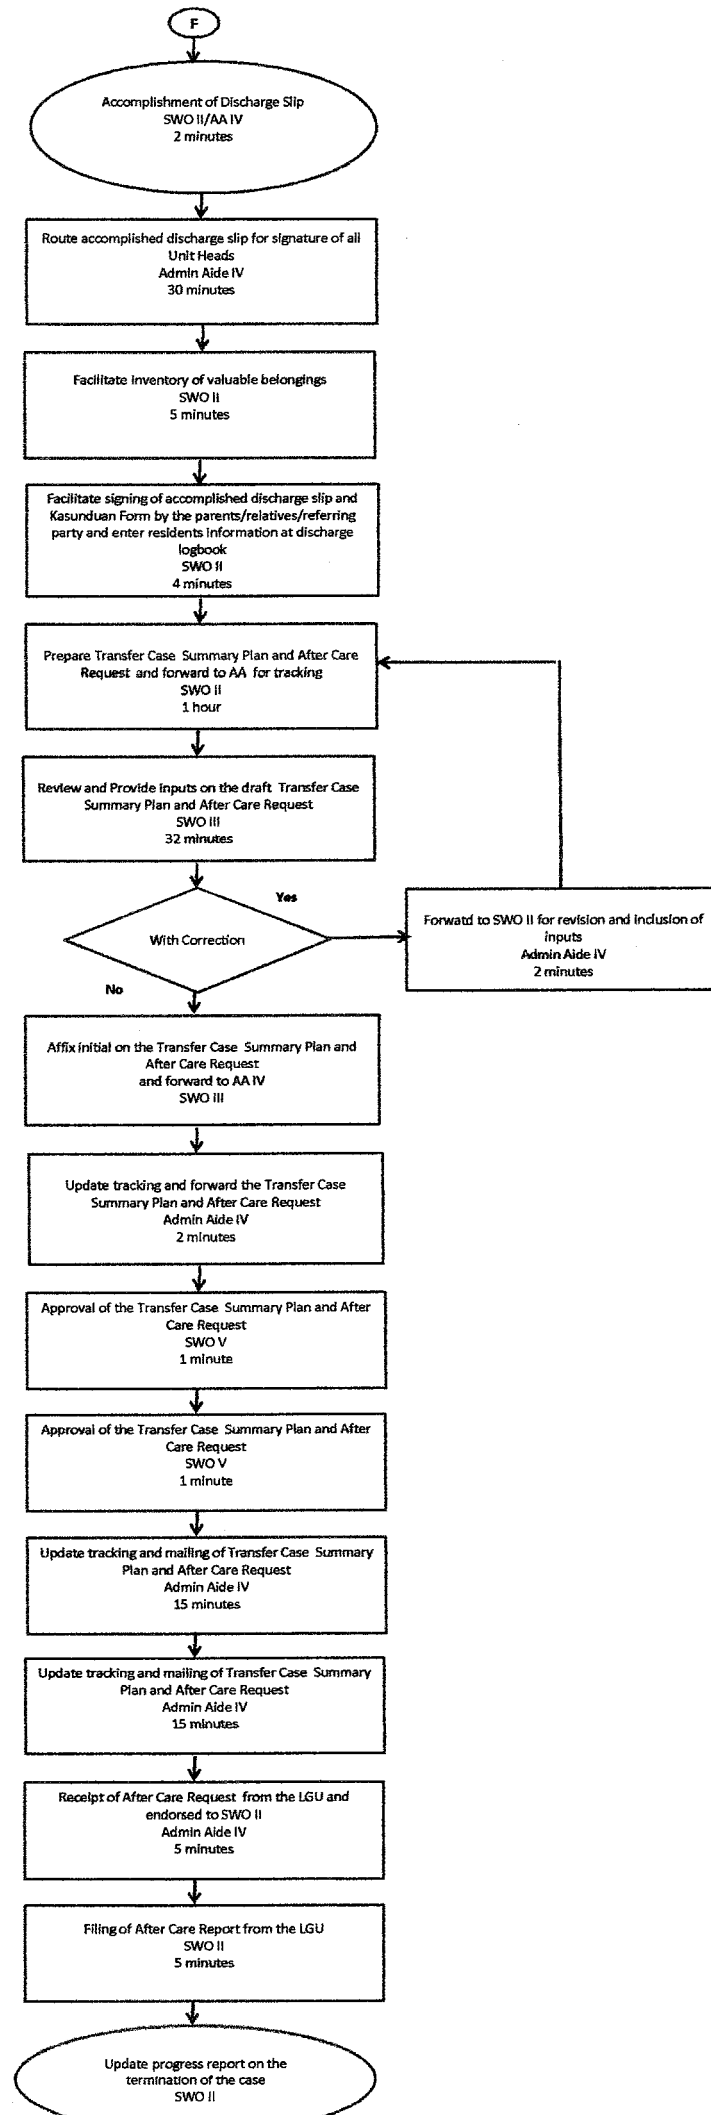 F
Accomplishment of Discharge Slip
SWO II/AA IV
2 minutes
Route accomplished discharge slip for signature of all
Unit Heads
Admin Aide IV
30 minutes
Facilitate inventory of valuable belongings
SWO II
5 minutes
Facilitate signing of accomplished discharge slip and
Kasunduan Form by the parents/relatives/referring
party and enter residents information at discharge
logbook
SWO II
4 minutes
Prepare Transfer Case Summary Plan and After Care
Request and forward to AA for tracking
SWO II
1 hour
Review and Provide inputs on the draft Transfer Case
Summary Plan and After Care Request
SWO III
32 minutes
Yes
With Correction
Forward to SWO II for revision and inclusion of
inputs
Admin Aide IV
2 minutes
No
Affix initial on the Transfer Case Summary Plan and
After Care Request
and forward to AA IV
SWO III
Update tracking and forward the Transfer Case
Summary Plan and After Care Request
Admin Aide IV
2 minutes
Approval of the Transfer Case Summary Plan and After
Care Request
SWO V
1 minute
Approval of the Transfer Case Summary Plan and After
Care Request
SWO V
1 minute
Update tracking and mailing of Transfer Case Summary
Plan and After Care Request
Admin Aide IV
15 minutes
Update tracking and mailing of Transfer Case Summary
Plan and After Care Request
Admin Aide IV
15 minutes
Receipt of After Care Request from the LGU and
endorsed to SWO II
Admin Aide IV
5 minutes
Filing of After Care Report from the LGU
SWO II
5 minutes
Update progress report on the
termination of the case
SWO II